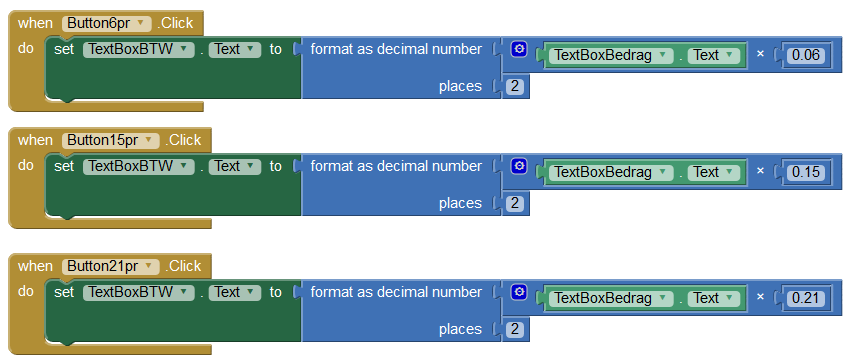 when Button6pr .Click
do set TextBoxBTW . Text to format as decimal number TextBoxBedrag . Text × 0.06
places 2
when Button15pr .Click
do set TextBoxBTW . Text to format as decimal number TextBoxBedrag . Text × 0.15
places 2
when Button21pr .Click
do set TextBoxBTW . Text to format as decimal number TextBoxBedrag . Text × 0.21
places 2